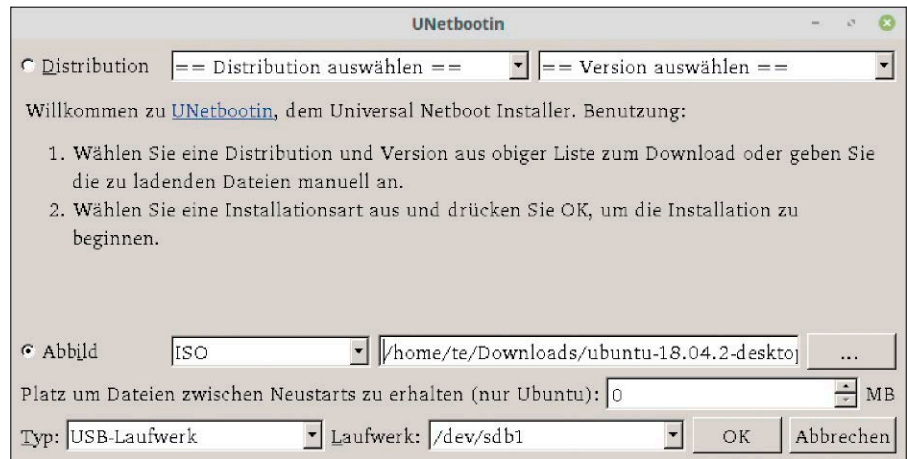 UNetbootin
Distribution == Distribution auswählen == == Version auswählen ==
Willkommen zu UNetbootin, dem Universal Netboot Installer. Benutzung:
1. Wählen Sie eine Distribution und Version aus obiger Liste zum Download oder geben Sie
die zu ladenden Dateien manuell an.
2. Wählen Sie eine Installationsart aus und drücken Sie OK, um die Installation zu
beginnen.
Abbild ISO /home/te/Downloads/ubuntu-18.04.2-desktop ...
Platz um Dateien zwischen Neustarts zu erhalten (nur Ubuntu): 0 MB
Typ: USB-Laufwerk Laufwerk: /dev/sdb1 OK Abbrechen